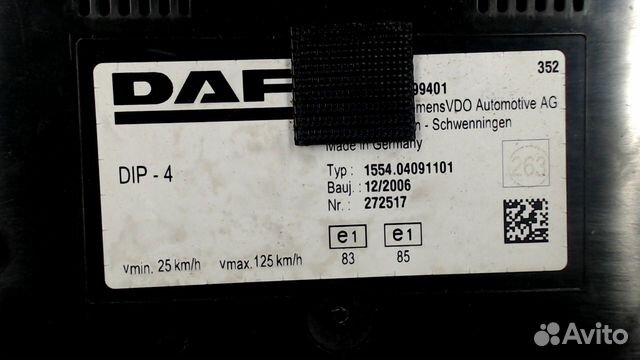 352
DAF
99401
mensVDO Automotive AG
n - Schwenningen
Made in Germany
DIP - 4
Typ : 1554.04091101
Bauj. : 12/2006
Nr. : 272517
263
e1 e1
83 85
vmin. 25 km/h vmax. 125 km/h
Avito